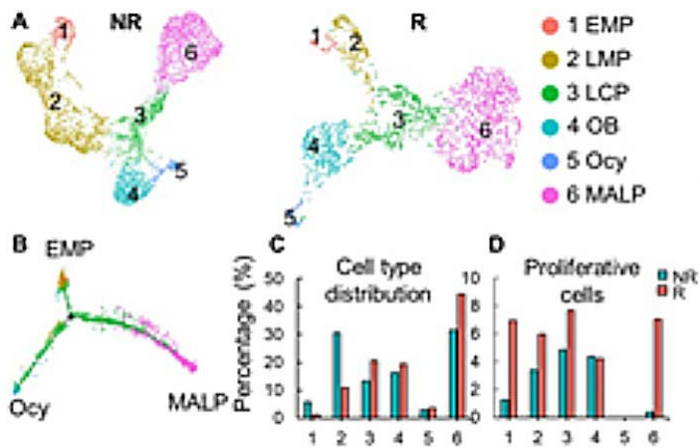 A
NR
1
2
3
4
5
6
R
1
2
3
4
5
6
1 EMP
2 LMP
3 LCP
4 OB
5 Ocy
6 MALP
B
EMP
Ocy
MALP
C
Cell type
distribution
Percentage (%)
50
40
30
20
10
0
1 2 3 4 5 6
D
Proliferative
cells
NR
R
10
8
6
4
2
0
1 2 3 4 5 6